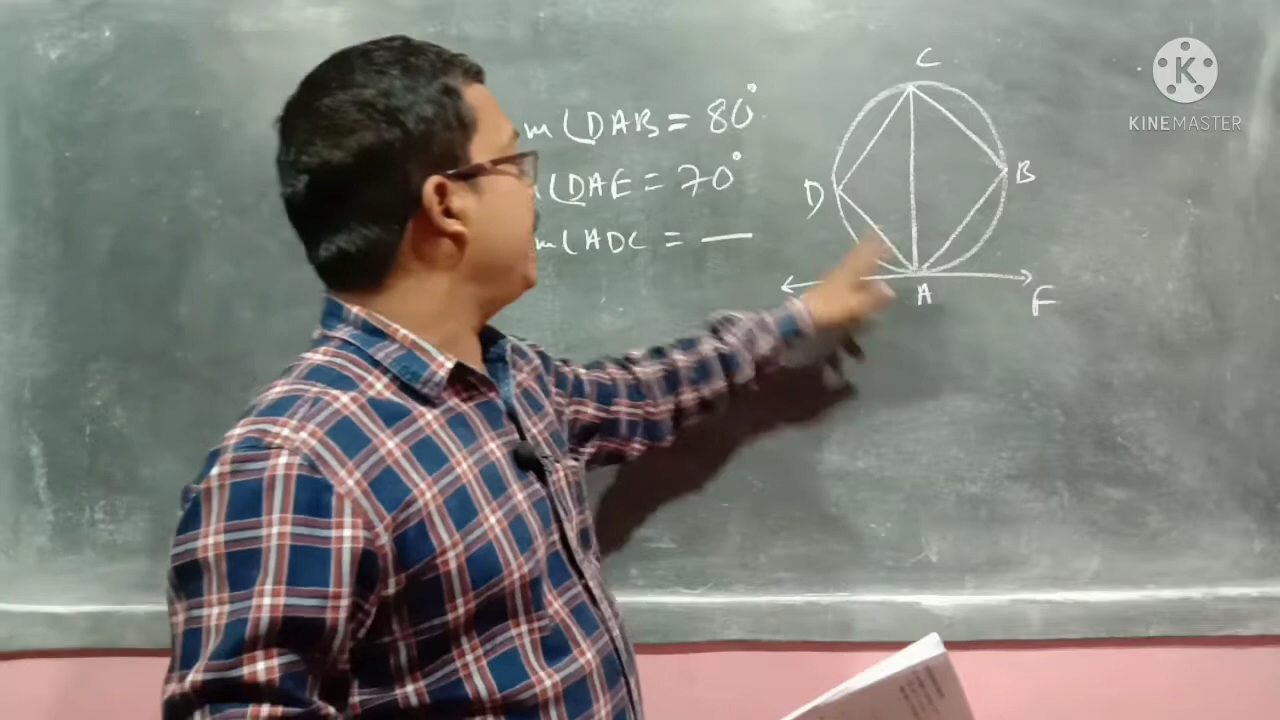 m∠DAB = 80°
∠DAE = 70°
m∠ADC = —
C
D
B
A
F
KINEMASTER